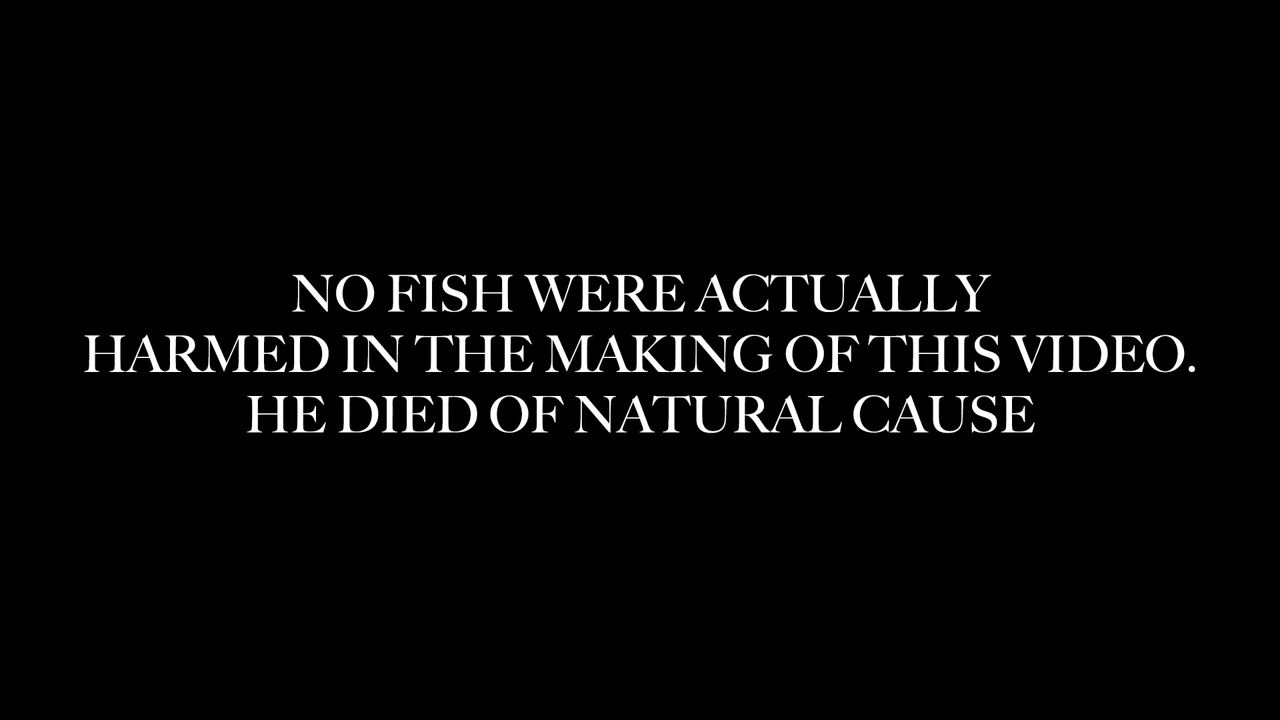 NO FISH WERE ACTUALLY
HARMED IN THE MAKING OF THIS VIDEO.
HE DIED OF NATURAL CAUSE